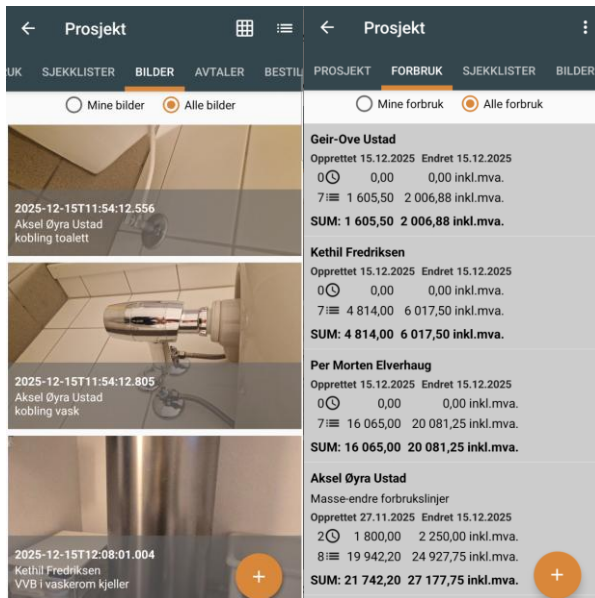 Prosjekt
UK SJEKKLISTER BILDER AVTALER BESTIL
Mine bilder Alle bilder
2025-12-15T11:54:12.556
Aksel Øyra Ustad
kobling toalett
2025-12-15T11:54:12.805
Aksel Øyra Ustad
kobling vask
2025-12-15T12:08:01.004
Kethil Fredriksen
VVB i vaskerom kjeller
+
Prosjekt
PROSJEKT FORBRUK SJEKKLISTER BILDER
Mine forbruk Alle forbruk
Geir-Ove Ustad
Opprettet 15.12.2025 Endret 15.12.2025
0 0,00 0,00 inkl.mva.
7 1 605,50 2 006,88 inkl.mva.
SUM: 1 605,50 2 006,88 inkl.mva.
Kethil Fredriksen
Opprettet 15.12.2025 Endret 15.12.2025
0 0,00 0,00 inkl.mva.
7 4 814,00 6 017,50 inkl.mva.
SUM: 4 814,00 6 017,50 inkl.mva.
Per Morten Elverhaug
Opprettet 15.12.2025 Endret 15.12.2025
0 0,00 0,00 inkl.mva.
7 16 065,00 20 081,25 inkl.mva.
SUM: 16 065,00 20 081,25 inkl.mva.
Aksel Øyra Ustad
Masse-endre forbrukslinjer
Opprettet 27.11.2025 Endret 15.12.2025
2 1 800,00 2 250,00 inkl.mva.
8 19 942,20 24 927,75 inkl.mva.
SUM: 21 742,20 27 177,75 inkl.mva.
+